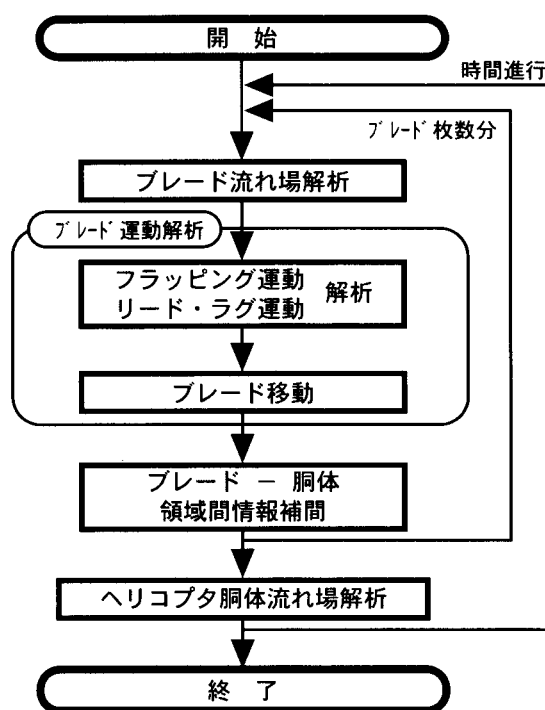 開 始
時間進行
ブレード枚数分
ブレード流れ場解析
ブレード運動解析
フラッピング運動
リード・ラグ運動 解析
ブレード移動
ブレード － 胴体
領域間情報補間
ヘリコプタ胴体流れ場解析
終 了